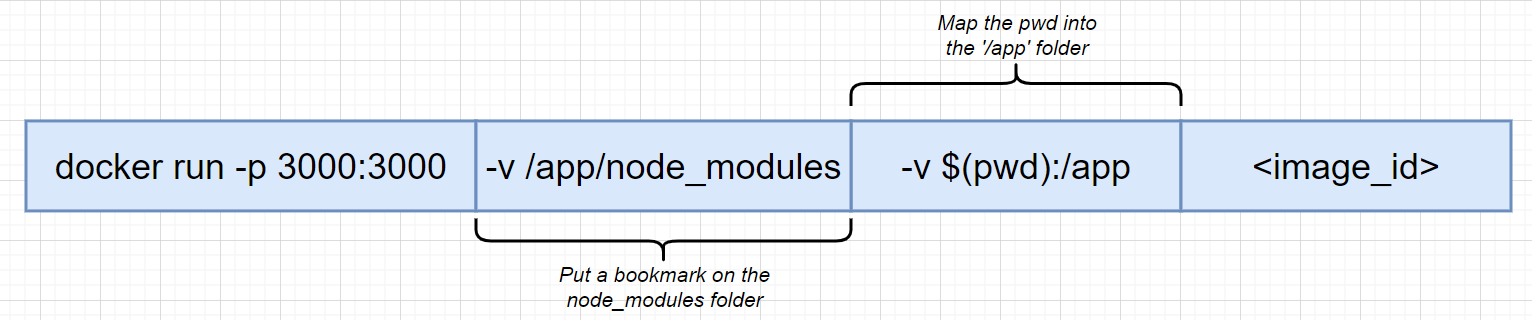 Map the pwd into
the '/app' folder
docker run -p 3000:3000
-v /app/node_modules
-v $(pwd):/app
<image_id>
Put a bookmark on the
node_modules folder